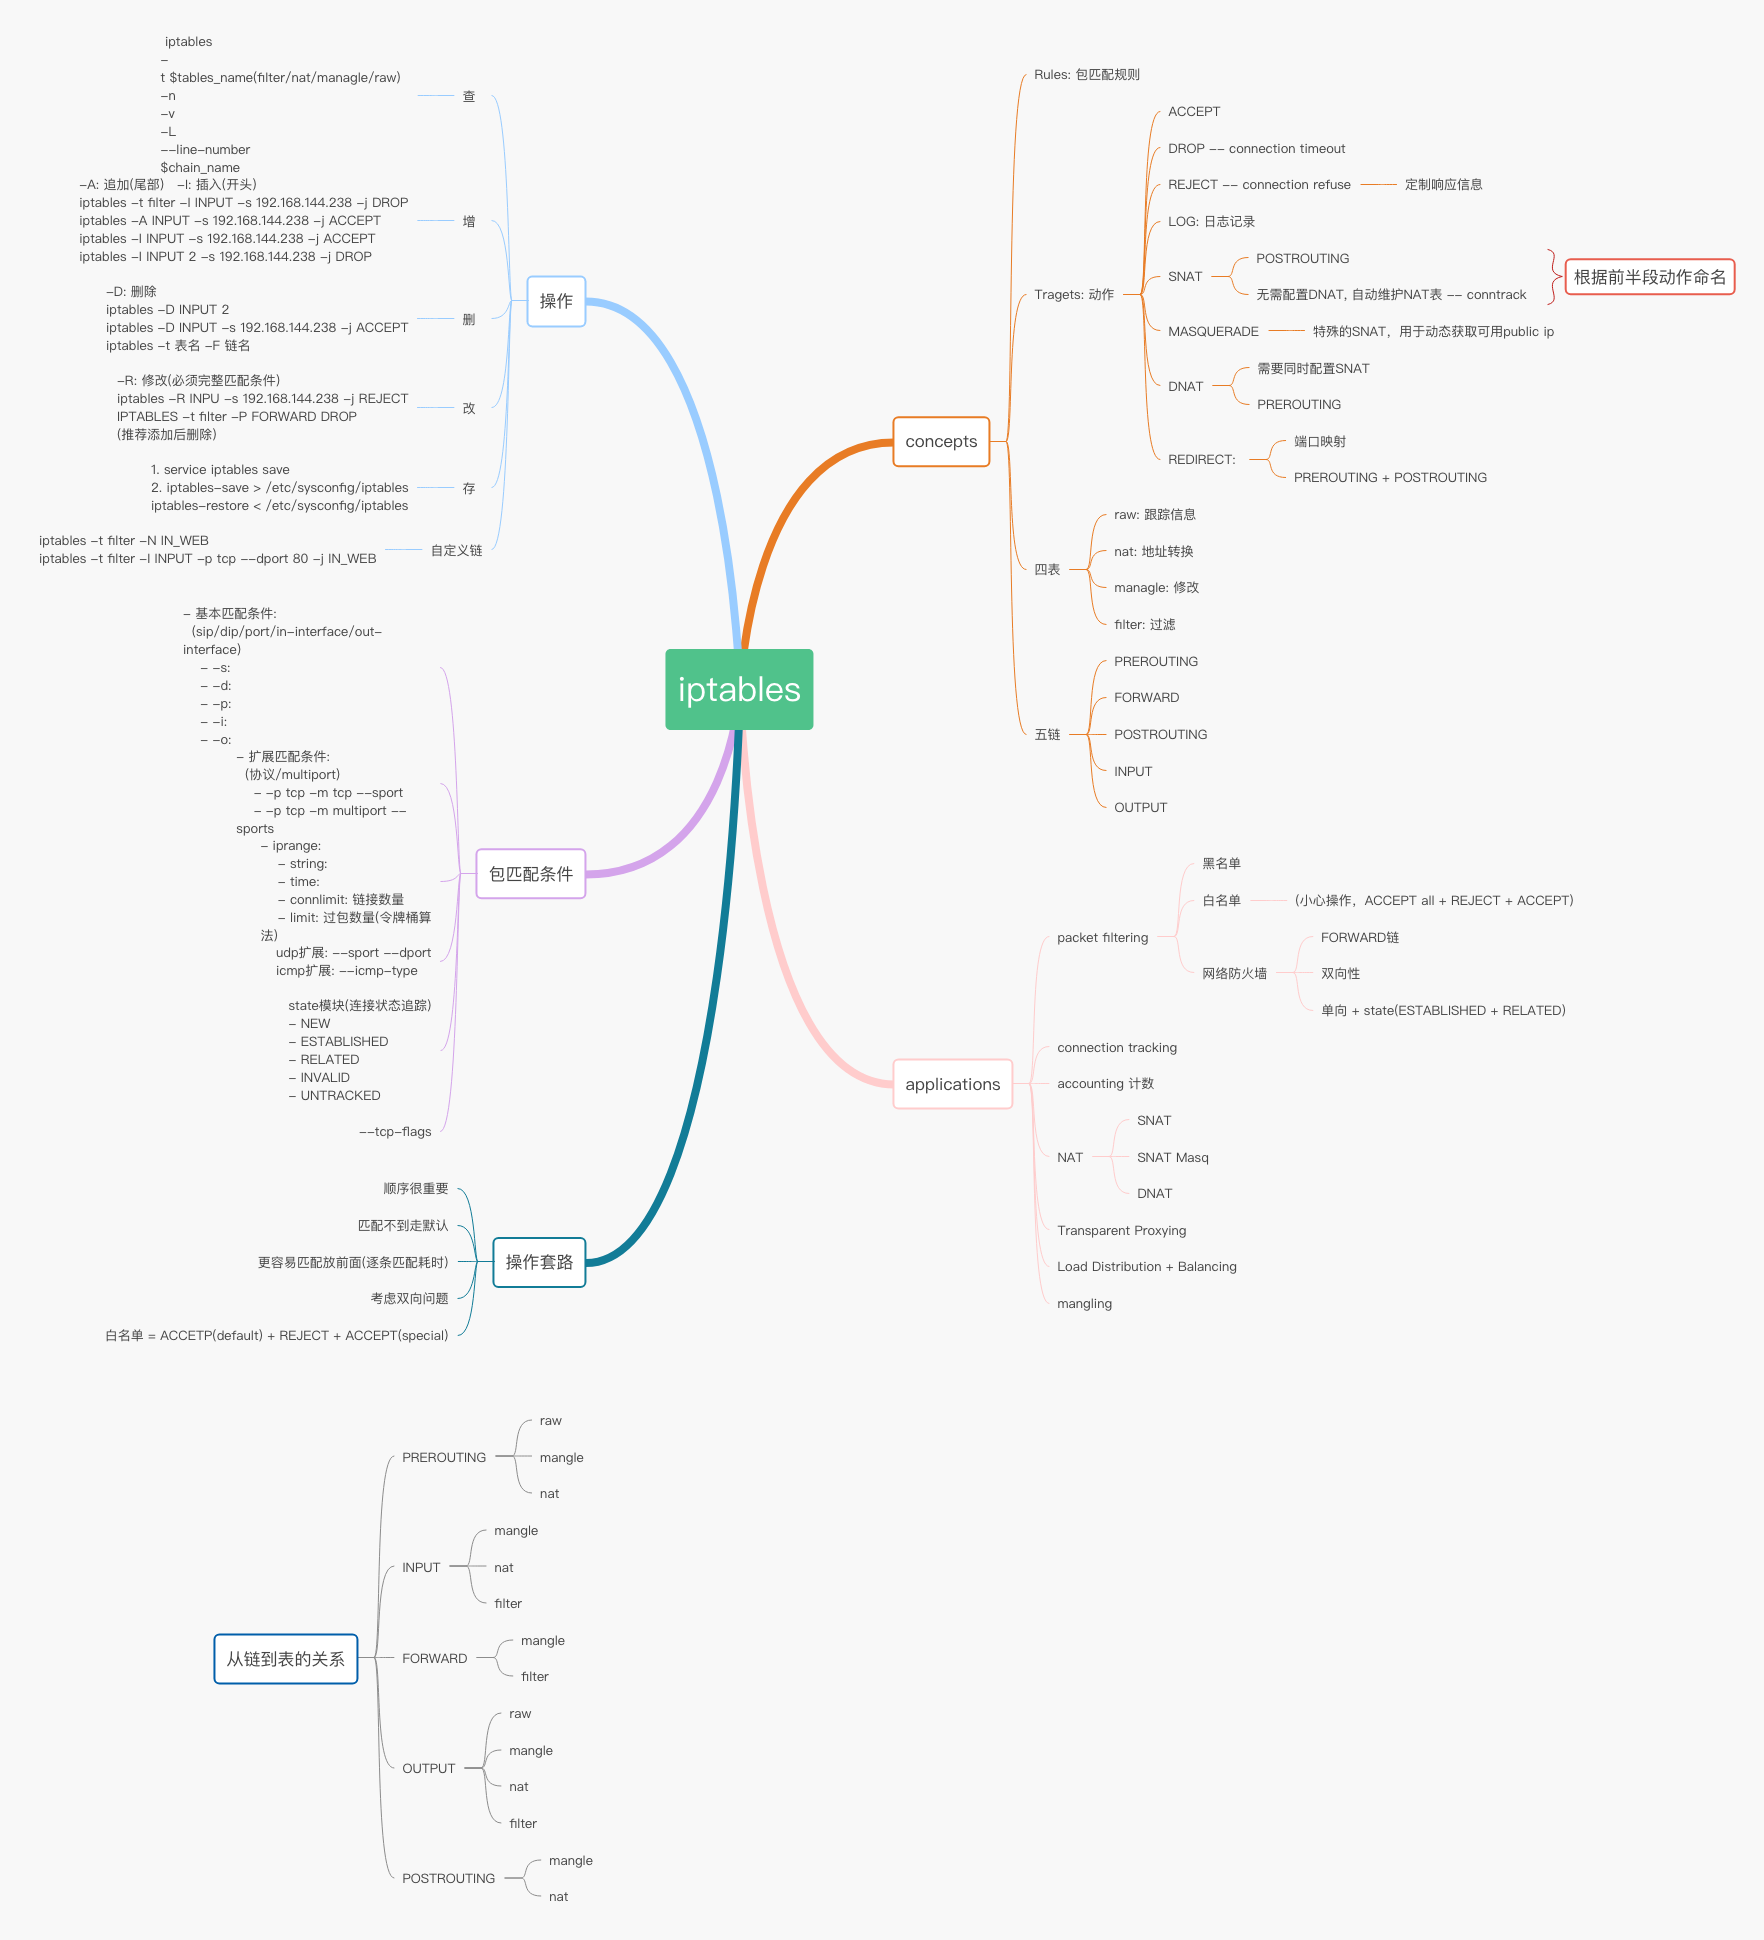 iptables
-
t $tables_name(filter/nat/managle/raw)
-n
-v
-L
--line-number
$chain_name
查
-A: 追加(尾部)   -I: 插入(开头)
iptables -t filter -I INPUT -s 192.168.144.238 -j DROP
iptables -A INPUT -s 192.168.144.238 -j ACCEPT
iptables -I INPUT -s 192.168.144.238 -j ACCEPT
iptables -I INPUT 2 -s 192.168.144.238 -j DROP
增
-D: 删除
iptables -D INPUT 2
iptables -D INPUT -s 192.168.144.238 -j ACCEPT
iptables -t 表名 -F 链名
删
-R: 修改(必须完整匹配条件)
iptables -R INPU -s 192.168.144.238 -j REJECT
IPTABLES -t filter -P FORWARD DROP
(推荐添加后删除)
改
1. service iptables save
2. iptables-save > /etc/sysconfig/iptables
iptables-restore < /etc/sysconfig/iptables
存
iptables -t filter -N IN_WEB
iptables -t filter -I INPUT -p tcp --dport 80 -j IN_WEB
自定义链
操作
- 基本匹配条件:
(sip/dip/port/in-interface/out-
interface)
- -s:
- -d:
- -p:
- -i:
- -o:
- 扩展匹配条件:
(协议/multiport)
- -p tcp -m tcp --sport
- -p tcp -m multiport --
sports
- iprange:
- string:
- time:
- connlimit: 链接数量
- limit: 过包数量(令牌桶算
法)
udp扩展: --sport --dport
icmp扩展: --icmp-type
state模块(连接状态追踪)
- NEW
- ESTABLISHED
- RELATED
- INVALID
- UNTRACKED
--tcp-flags
包匹配条件
顺序很重要
匹配不到走默认
更容易匹配放前面(逐条匹配耗时)
考虑双向问题
白名单 = ACCETP(default) + REJECT + ACCEPT(special)
操作套路
iptables
concepts
Rules: 包匹配规则
Tragets: 动作
ACCEPT
DROP -- connection timeout
REJECT -- connection refuse
定制响应信息
LOG: 日志记录
SNAT
POSTROUTING
无需配置DNAT, 自动维护NAT表 -- conntrack
根据前半段动作命名
MASQUERADE
特殊的SNAT，用于动态获取可用public ip
DNAT
需要同时配置SNAT
PREROUTING
REDIRECT:
端口映射
PREROUTING + POSTROUTING
四表
raw: 跟踪信息
nat: 地址转换
managle: 修改
filter: 过滤
五链
PREROUTING
FORWARD
POSTROUTING
INPUT
OUTPUT
applications
packet filtering
黑名单
白名单
(小心操作，ACCEPT all + REJECT + ACCEPT)
网络防火墙
FORWARD链
双向性
单向 + state(ESTABLISHED + RELATED)
connection tracking
accounting 计数
NAT
SNAT
SNAT Masq
DNAT
Transparent Proxying
Load Distribution + Balancing
mangling
从链到表的关系
PREROUTING
raw
mangle
nat
INPUT
mangle
nat
filter
FORWARD
mangle
filter
OUTPUT
raw
mangle
nat
filter
POSTROUTING
mangle
nat